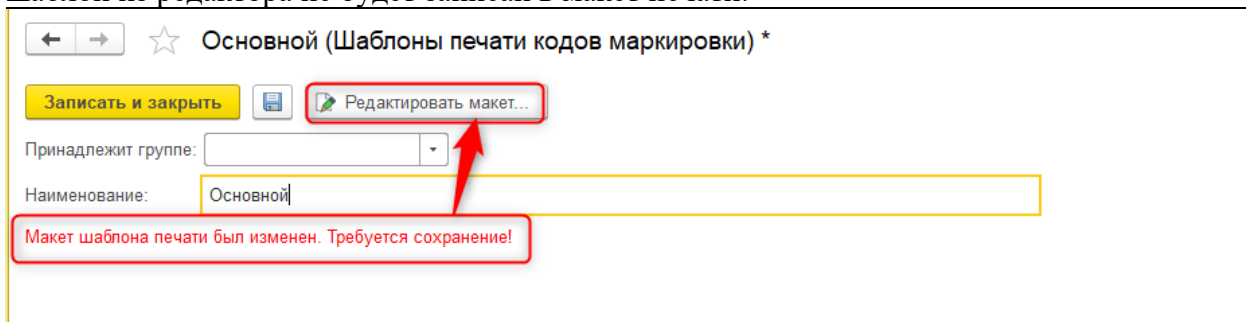 Основной (Шаблоны печати кодов маркировки) *
Записать и закрыть
Редактировать макет...
Принадлежит группе:
Наименование: Основной
Макет шаблона печати был изменен. Требуется сохранение!